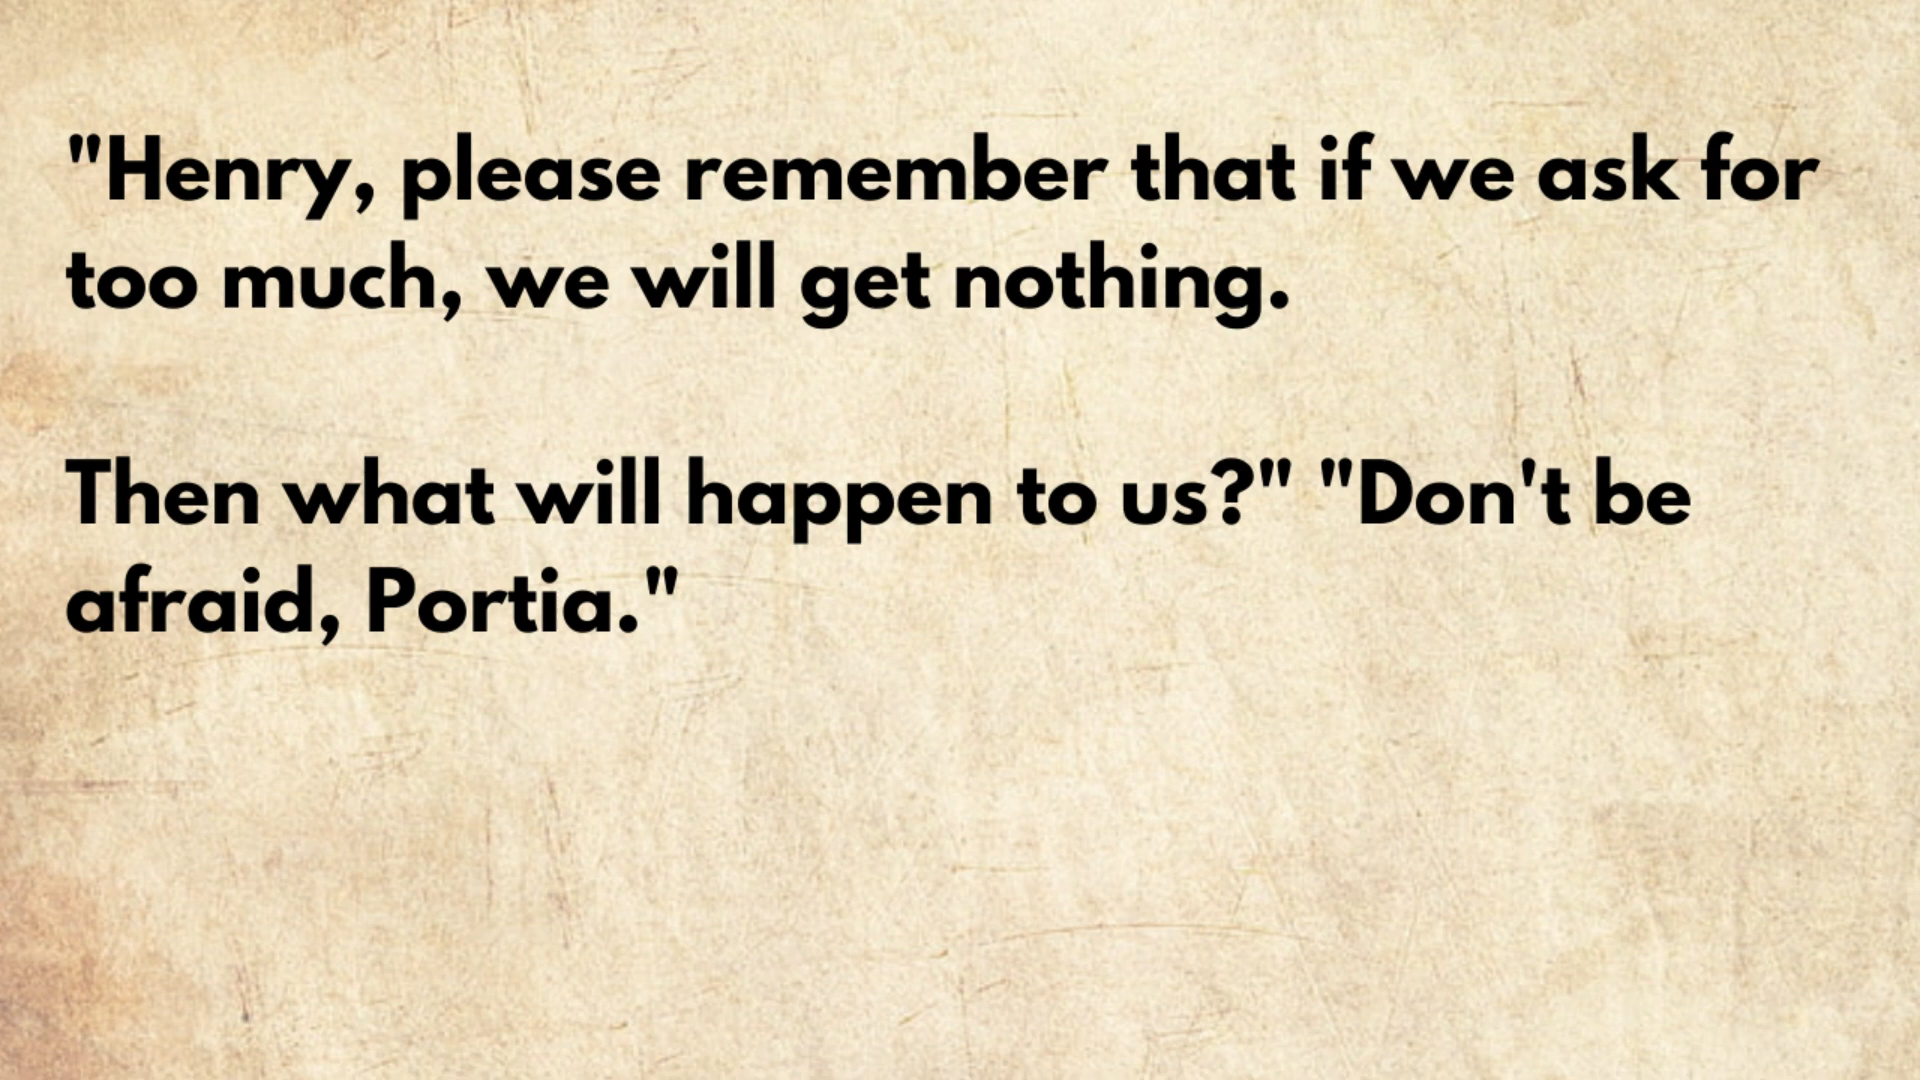 "Henry, please remember that if we ask for
too much, we will get nothing.
Then what will happen to us?" "Don't be
afraid, Portia."